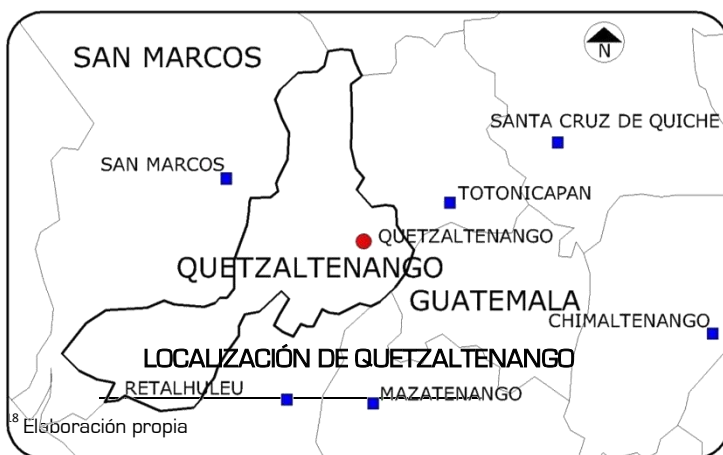 SAN MARCOS
N
SANTA CRUZ DE QUICHE
SAN MARCOS
TOTONICAPAN
QUETZALTENANGO
QUETZALTENANGO
GUATEMALA
CHIMALTENANGO
LOCALIZACIÓN DE QUETZALTENANGO
RETALHULEU
MAZATENANGO
18 Elaboración propia